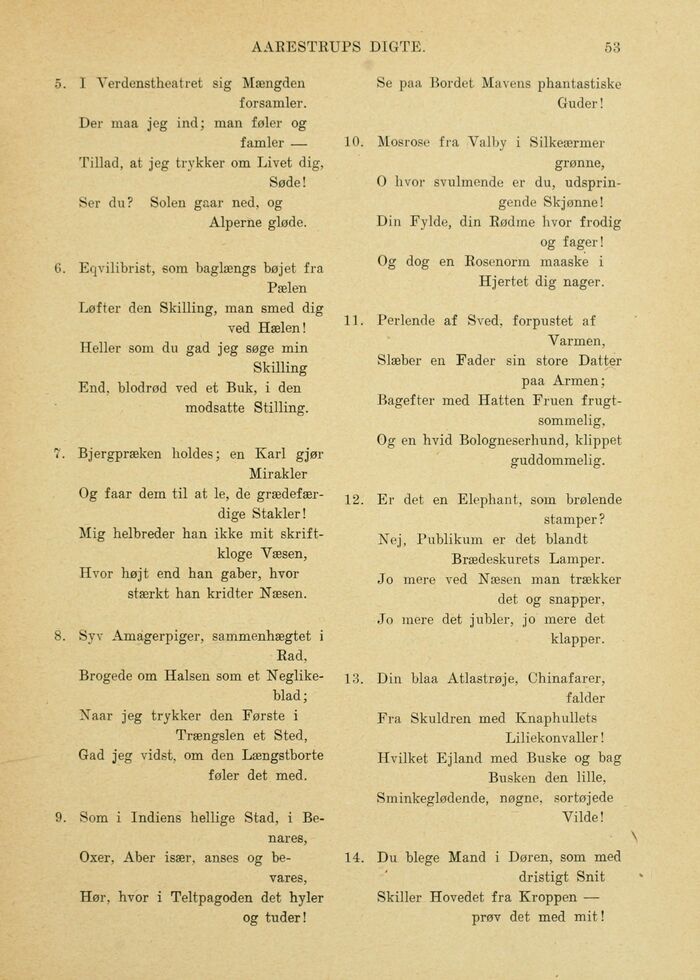 AARESTRUPS DIGTE. 53
5. I Verdenstheatret sig Mængden
forsamler.
Der maa jeg ind; man føler og
famler —
Tillad, at jeg trykker om Livet dig,
Søde!
Ser du? Solen gaar ned, og
Alperne gløde.
6. Eqvilibrist, som baglængs bøjet fra
Pælen
Løfter den Skilling, man smed dig
ved Hælen!
Heller som du gad jeg søge min
Skilling
End, blodrød ved et Buk, i den
modsatte Stilling.
7. Bjergpræken holdes; en Karl gjør
Mirakler
Og faar dem til at le, de grædefær-
dige Stakler!
Mig helbreder han ikke mit skrift-
kloge Væsen,
Hvor højt end han gaber, hvor
stærkt han kridter Næsen.
8. Syv Amagerpiger, sammenhægtet i
Rad,
Brogede om Halsen som et Neglike-
blad;
Naar jeg trykker den Første i
Trængslen et Sted,
Gad jeg vidst, om den Længstborte
føler det med.
9. Som i Indiens hellige Stad, i Be-
nares,
Oxer, Aber især, anses og be-
vares,
Hør, hvor i Teltpagoden det hyler
og tuder!
Se paa Bordet Mavens phantastiske
Guder!
10. Mosrose fra Valby i Silkeærmer
grønne,
O hvor svulmende er du, udsprin-
gende Skjønne!
Din Fylde, din Rødme hvor frodig
og fager!
Og dog en Rosenorm maaske i
Hjertet dig nager.
11. Perlende af Sved, forpustet af
Varmen,
Slæber en Fader sin store Datter
paa Armen;
Bagefter med Hatten Fruen frugt-
sommelig,
Og en hvid Bologneserhund, klippet
guddommelig.
12. Er det en Elephant, som brølende
stamper?
Nej, Publikum er det blandt
Brædeskurets Lamper.
Jo mere ved Næsen man trækker
det og snapper,
Jo mere det jubler, jo mere det
klapper.
13. Din blaa Atlastrøje, Chinafarer,
falder
Fra Skuldren med Knaphullets
Liliekonvaller!
Hvilket Ejland med Buske og bag
Busken den lille,
Sminkeglødende, nøgne, sortøjede
Vilde!
14. Du blege Mand i Døren, som med
dristigt Snit
Skiller Hovedet fra Kroppen —
prøv det med mit!